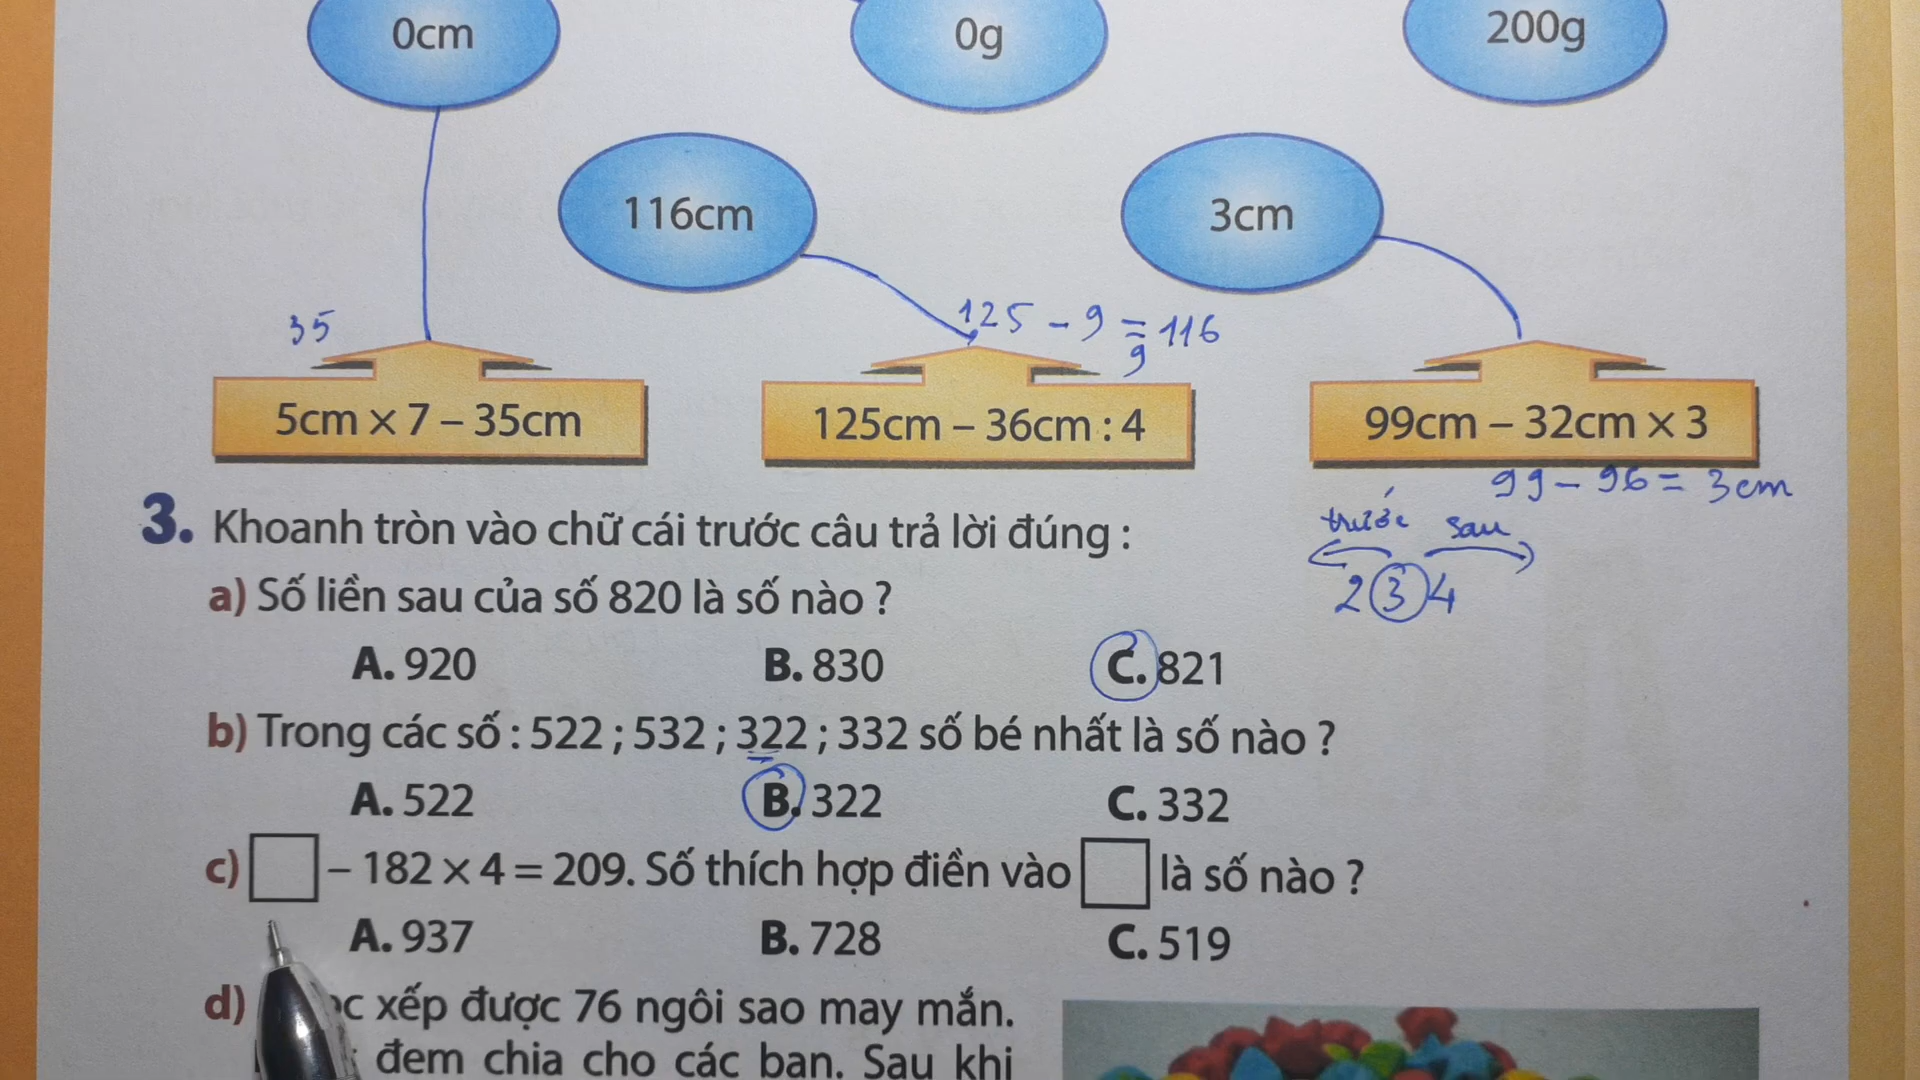 0cm
0g
200g
116cm
3cm
35
125 - 9 = 116
9
5cm × 7 – 35cm
125cm – 36cm : 4
99cm – 32cm × 3
99 - 96 = 3cm
3. Khoanh tròn vào chữ cái trước câu trả lời đúng :
trước sau
2 3 4
a) Số liền sau của số 820 là số nào ?
A. 920 B. 830 C. 821
b) Trong các số : 522 ; 532 ; 322 ; 332 số bé nhất là số nào ?
A. 522 B. 322 C. 332
c) – 182 × 4 = 209. Số thích hợp điền vào là số nào ?
A. 937 B. 728 C. 519
d) xếp được 76 ngôi sao may mắn.
đem chia cho các bạn. Sau khi